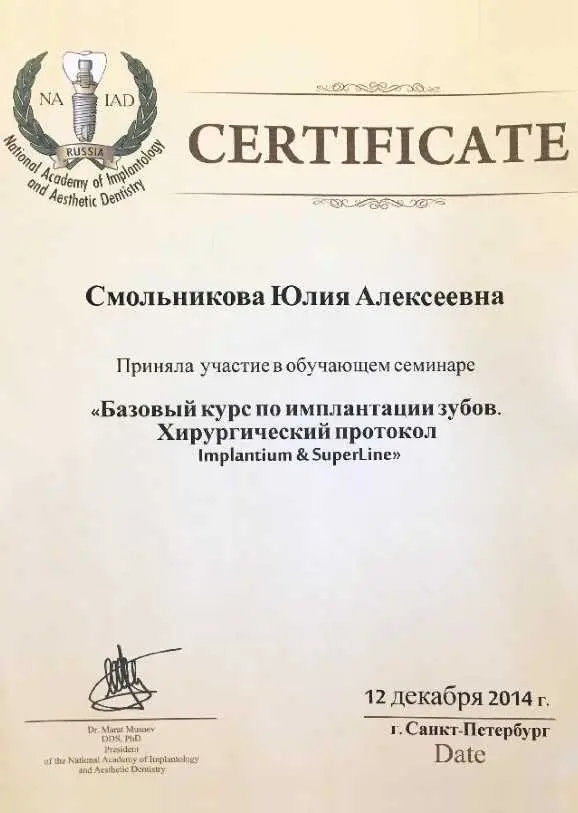 NA IAD
RUSSIA
National Academy of Implantology
and Aesthetic Dentistry
CERTIFICATE
Смольникова Юлия Алексеевна
Приняла участие в обучающем семинаре
«Базовый курс по имплантации зубов.
Хирургический протокол
Implantium & SuperLine»
12 декабря 2014 г.
г. Санкт-Петербург
Date
Dr. Marat Musaev
DDS, PhD
President
of the National Academy of Implantology
and Aesthetic Dentistry